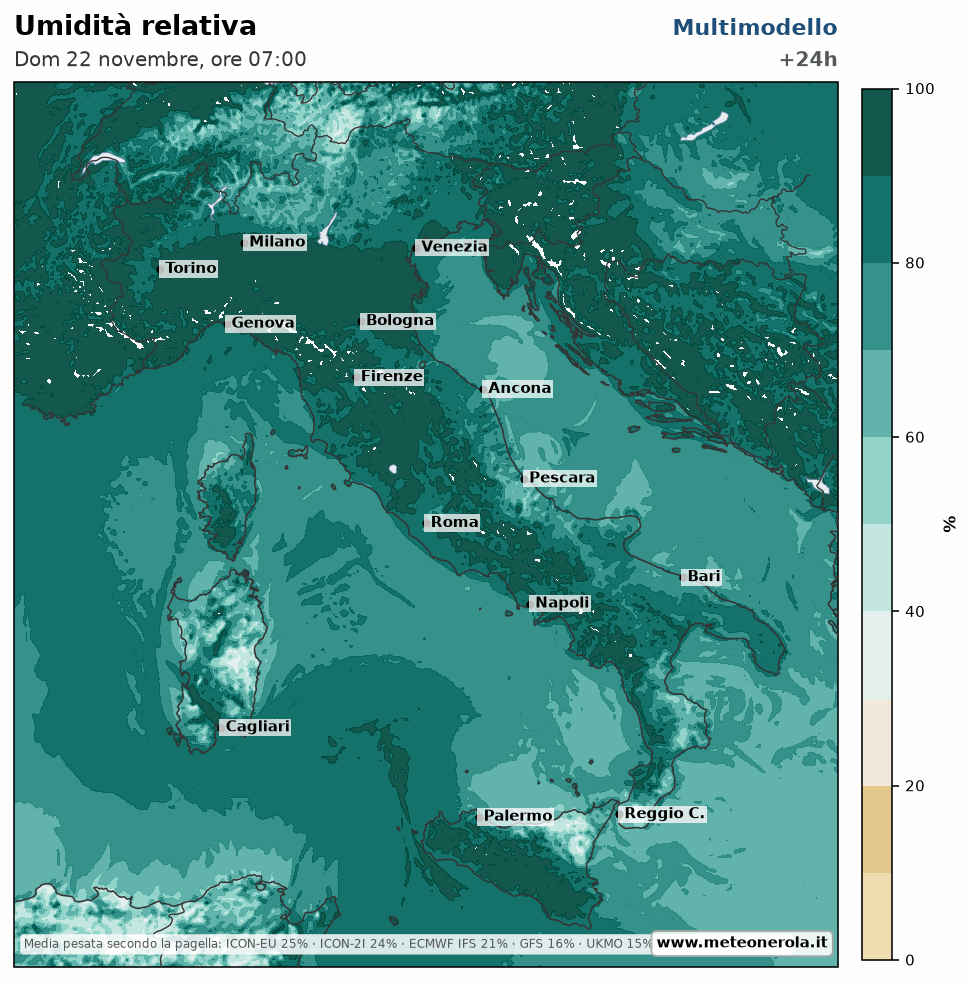 Umidità relativa
Multimodello
Dom 22 novembre, ore 07:00
+24h
100
80
60
40
20
0
%
Milano
Venezia
Torino
Genova
Bologna
Firenze
Ancona
Pescara
Roma
Bari
Napoli
Cagliari
Palermo
Reggio C.
Media pesata secondo la pagella: ICON-EU 25% · ICON-2I 24% · ECMWF IFS 21% · GFS 16% · UKMO 15%
www.meteonerola.it